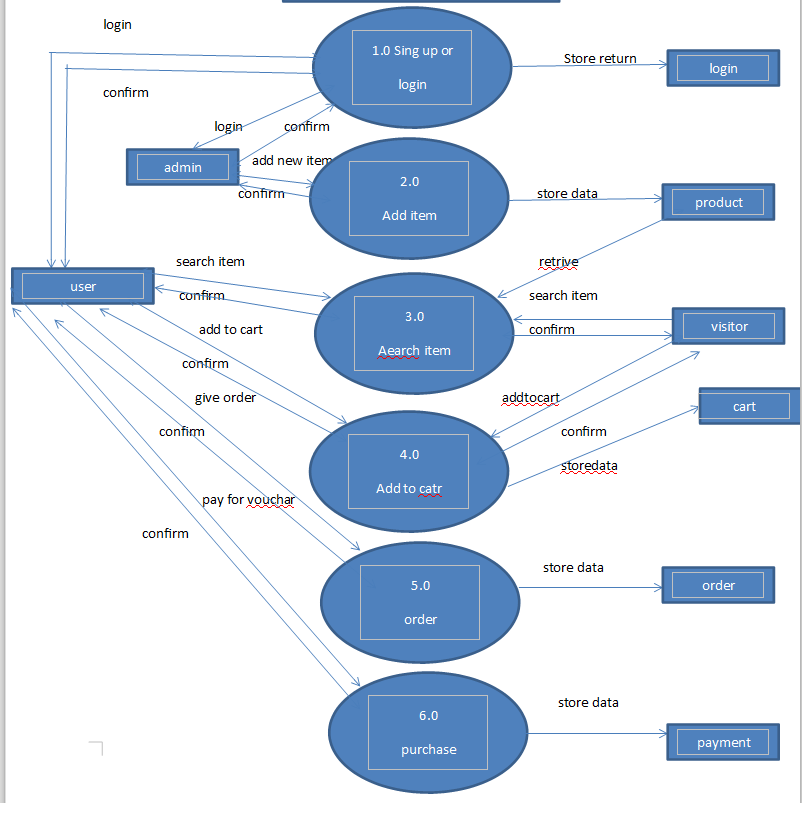 login
1.0 Sing up or
login
Store return
login
confirm
login
confirm
admin
add new item
confirm
2.0
Add item
store data
product
retrive
search item
user
confirm
search item
3.0
Aearch item
confirm
visitor
add to cart
confirm
give order
addtocart
cart
confirm
confirm
4.0
Add to catr
storedata
pay for vouchar
confirm
store data
5.0
order
order
store data
6.0
purchase
payment